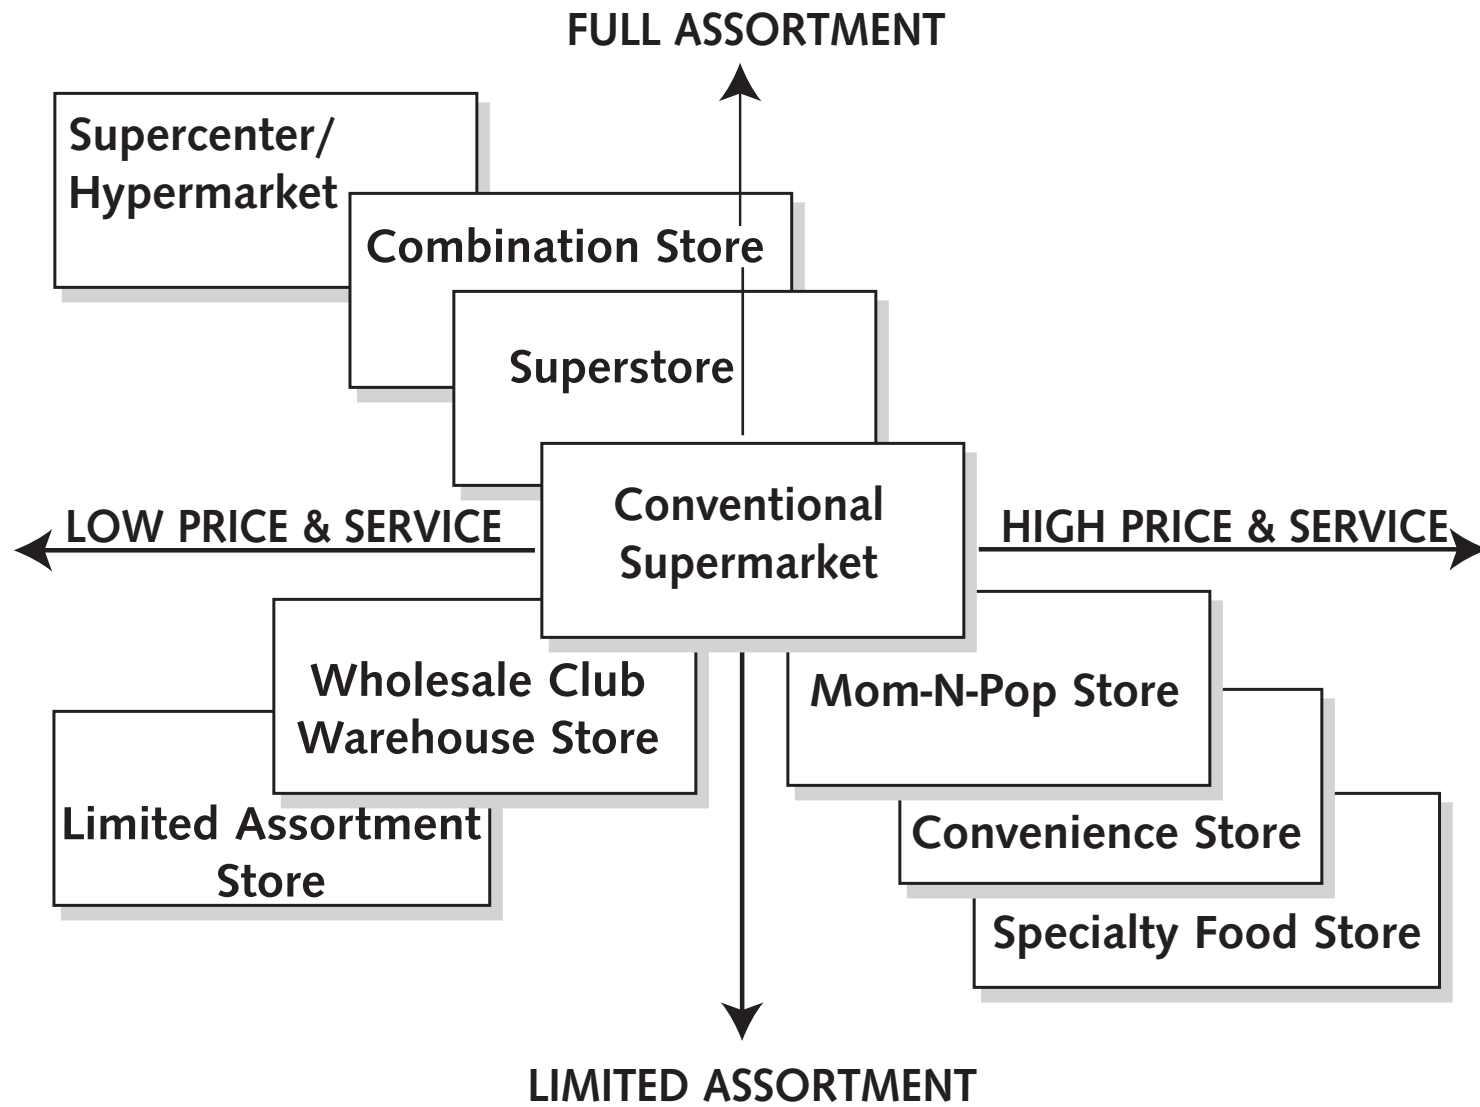 FULL ASSORTMENT
Supercenter/
Hypermarket
Combination Store
Superstore
Conventional
Supermarket
LOW PRICE & SERVICE
HIGH PRICE & SERVICE
Wholesale Club
Warehouse Store
Mom-N-Pop Store
Limited Assortment
Store
Convenience Store
Specialty Food Store
LIMITED ASSORTMENT